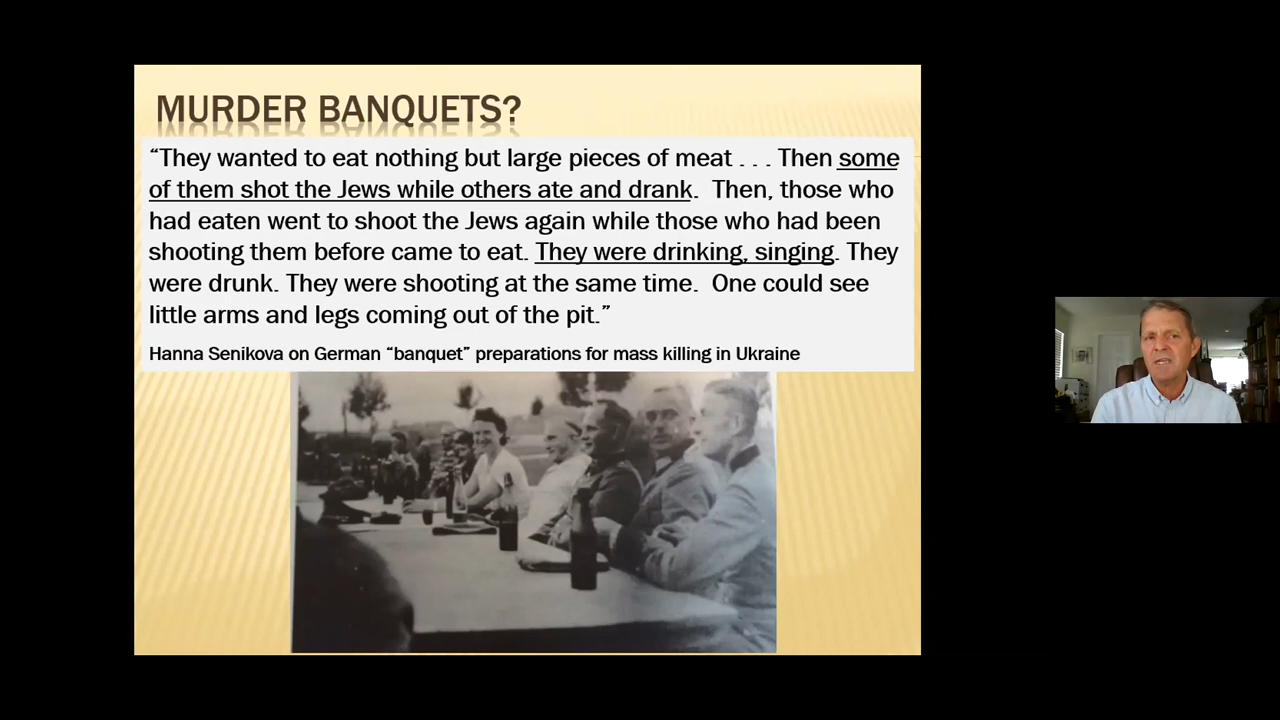 MURDER BANQUETS?
“They wanted to eat nothing but large pieces of meat . . . Then some
of them shot the Jews while others ate and drank.  Then, those who
had eaten went to shoot the Jews again while those who had been
shooting them before came to eat. They were drinking, singing. They
were drunk. They were shooting at the same time.  One could see
little arms and legs coming out of the pit.”
Hanna Senikova on German “banquet” preparations for mass killing in Ukraine